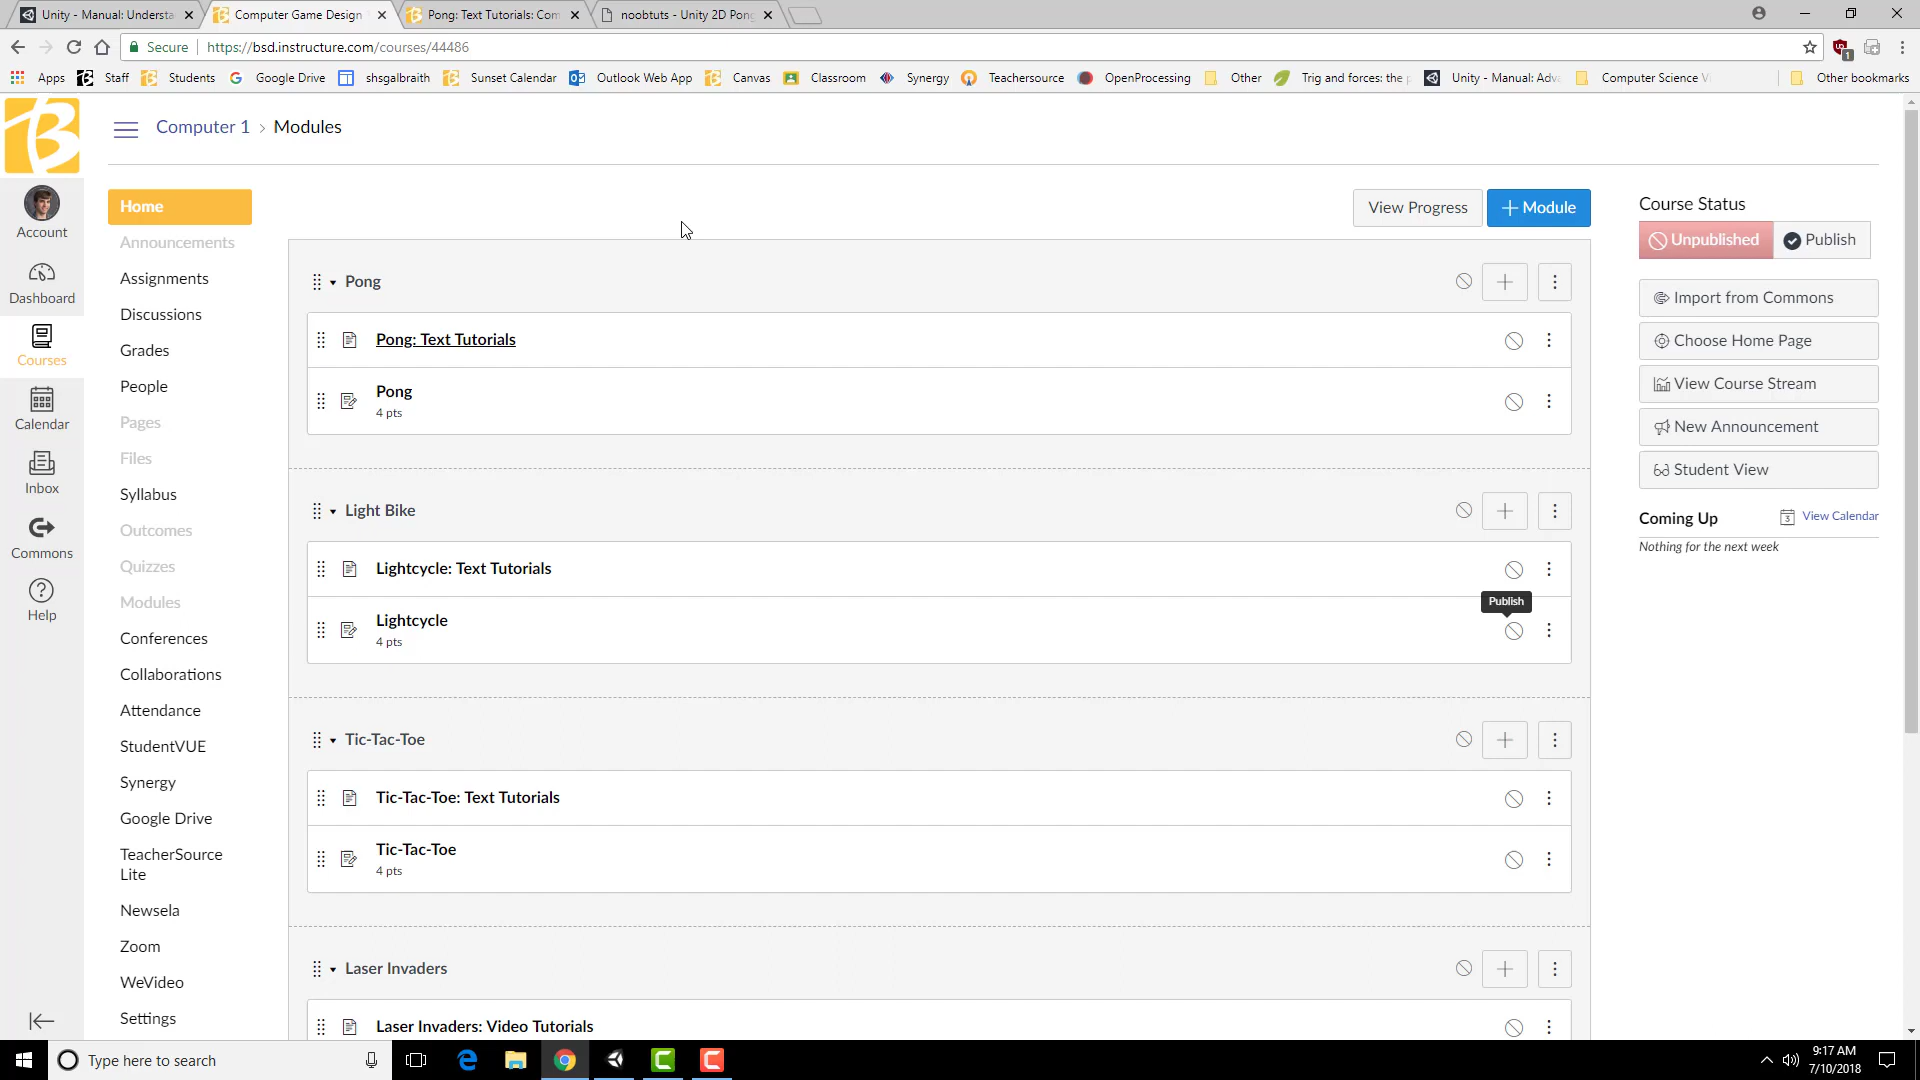 Unity - Manual: Understa
Computer Game Design
Pong: Text Tutorials: Com
noobtuts - Unity 2D Pong
Secure
https://bsd.instructure.com/courses/44486
Apps
Staff
Students
Google Drive
shsgalbraith
Sunset Calendar
Outlook Web App
Canvas
Classroom
Synergy
Teachersource
OpenProcessing
Other
Trig and forces: the
Unity - Manual: Adva
Computer Science V
Other bookmarks
Computer 1 > Modules
Account
Dashboard
Courses
Calendar
Inbox
Commons
Help
Home
Announcements
Assignments
Discussions
Grades
People
Pages
Files
Syllabus
Outcomes
Quizzes
Modules
Conferences
Collaborations
Attendance
StudentVUE
Synergy
Google Drive
TeacherSource
Lite
Newsela
Zoom
WeVideo
Settings
View Progress
+ Module
Pong
Pong: Text Tutorials
Pong
4 pts
Light Bike
Lightcycle: Text Tutorials
Publish
Lightcycle
4 pts
Tic-Tac-Toe
Tic-Tac-Toe: Text Tutorials
Tic-Tac-Toe
4 pts
Laser Invaders
Laser Invaders: Video Tutorials
Course Status
Unpublished
Publish
Import from Commons
Choose Home Page
View Course Stream
New Announcement
Student View
Coming Up
3
View Calendar
Nothing for the next week
Type here to search
9:17 AM
7/10/2018